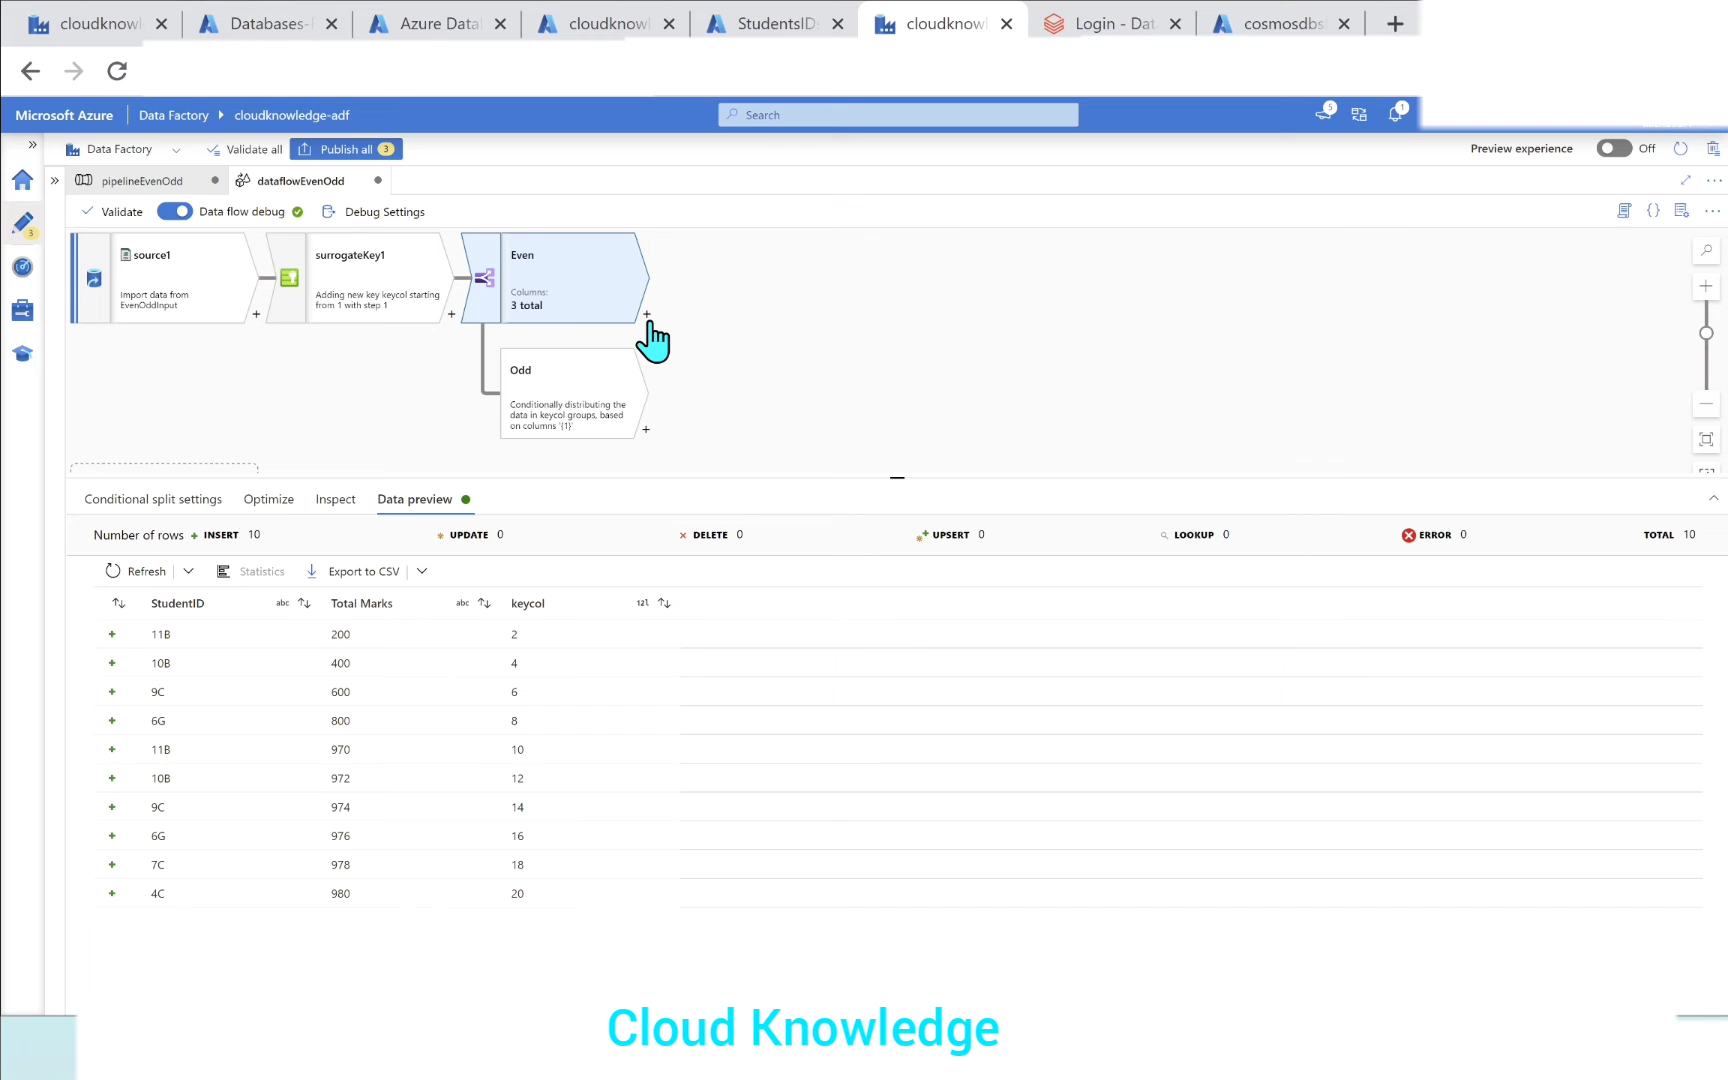 cloudknowl
Databases-
Azure Data
cloudknowl
StudentsID
cloudknowl
Login - Dat
cosmosdbs
Microsoft Azure
Data Factory
cloudknowledge-adf
Search
5
1
Data Factory
Validate all
Publish all 3
Preview experience
Off
3
pipelineEvenOdd
dataflowEvenOdd
Validate
Data flow debug
Debug Settings
source1
Import data from
EvenOddInput
surrogateKey1
Adding new key keycol starting
from 1 with step 1
Even
Columns:
3 total
Odd
Conditionally distributing the
data in keycol groups, based
on columns '{1}'
Conditional split settings
Optimize
Inspect
Data preview
Number of rows + INSERT 10
UPDATE 0
DELETE 0
UPSERT 0
LOOKUP 0
ERROR 0
TOTAL 10
Refresh
Statistics
Export to CSV
StudentID abc Total Marks abc keycol 12l
11B 200 2
10B 400 4
9C 600 6
6G 800 8
11B 970 10
10B 972 12
9C 974 14
6G 976 16
7C 978 18
4C 980 20
Cloud Knowledge